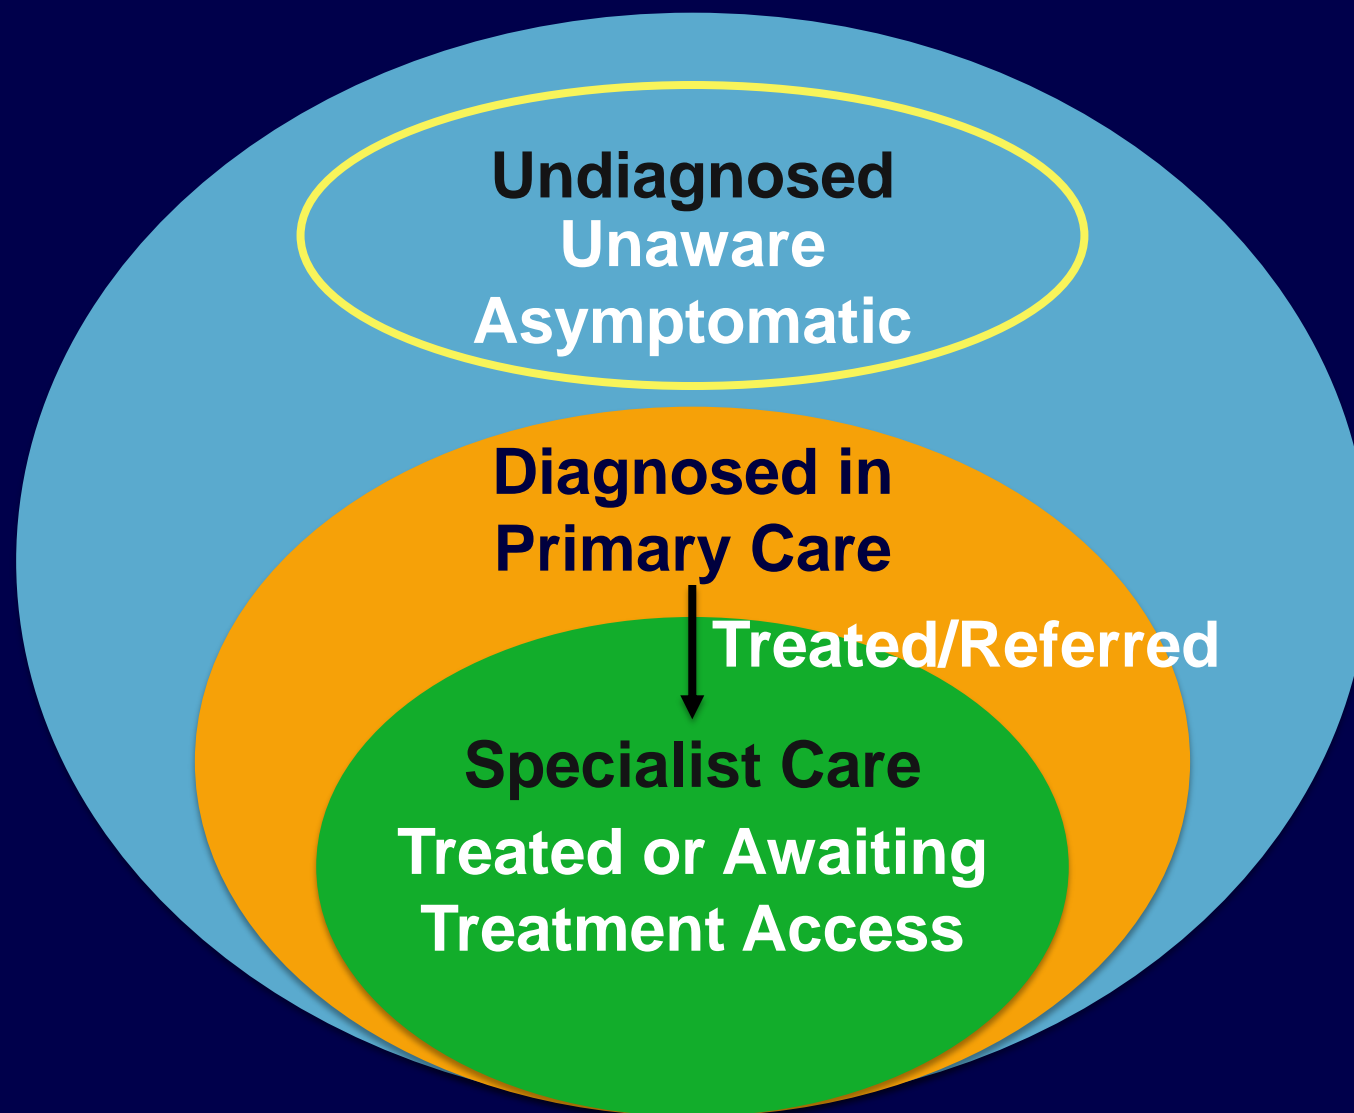 Undiagnosed
Unaware
Asymptomatic
Diagnosed in
Primary Care
Treated/Referred
Specialist Care
Treated or Awaiting
Treatment Access